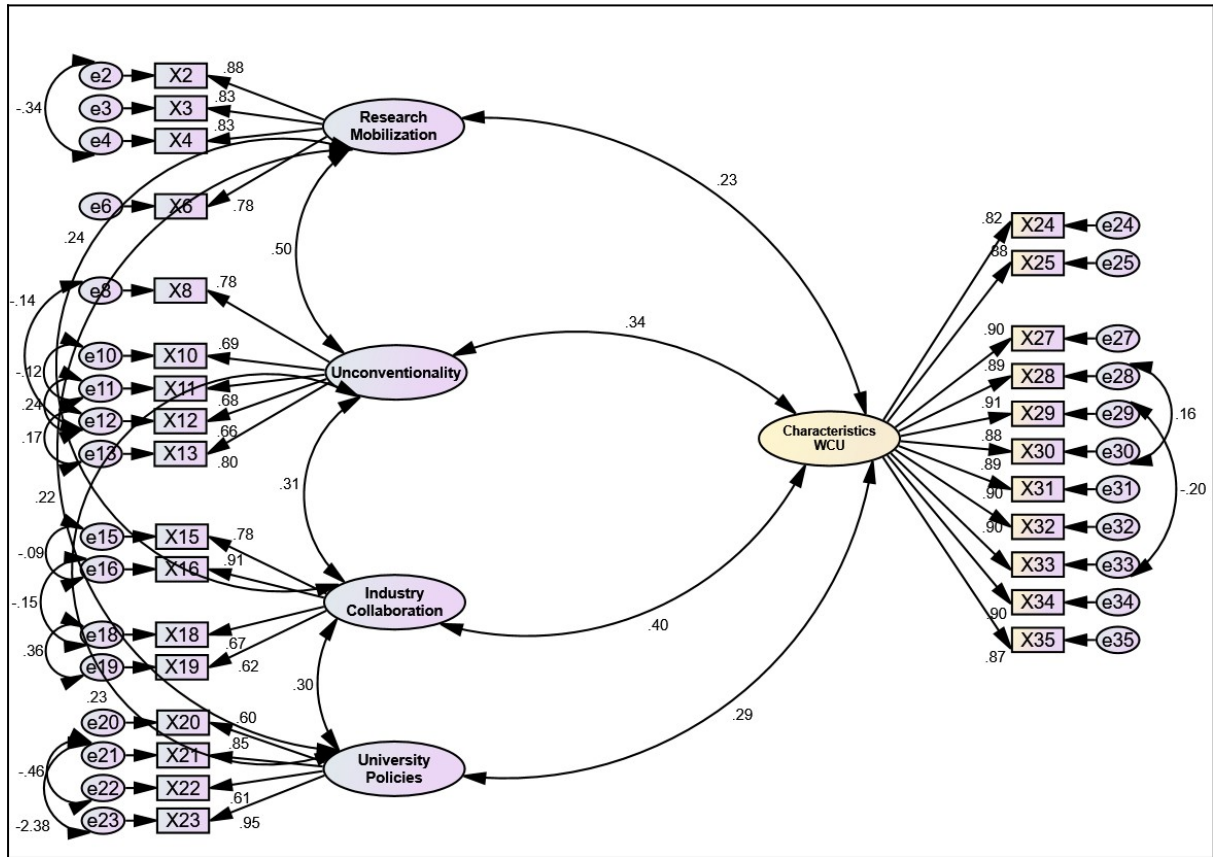 e2 X2 .88
-.34 e3 X3 .83
e4 X4 .83
Research
Mobilization
e6 X6 .78
.24
.50
.23
e8 X8 .78
-.14
e10 X10 .69
-.12 e11 X11 .68
.24 e12 X12 .66
.17 e13 X13 .80
Unconventionality
.34
.31
.22
e15 X15 .78
-.09 e16 X16 .91
-.15
e18 X18 .67
.36 e19 X19 .62
Industry
Collaboration
.40
.30
.23
e20 X20 .60
e21 X21 .85
-.46 e22 X22 .61
-2.38 e23 X23 .95
University
Policies
.29
Characteristics
WCU
.82 X24 e24
.88 X25 e25
.90 X27 e27
.89 X28 e28
.91 X29 e29 .16
.88 X30 e30
.89 X31 e31 -.20
.90 X32 e32
.90 X33 e33
.90 X34 e34
.87 X35 e35